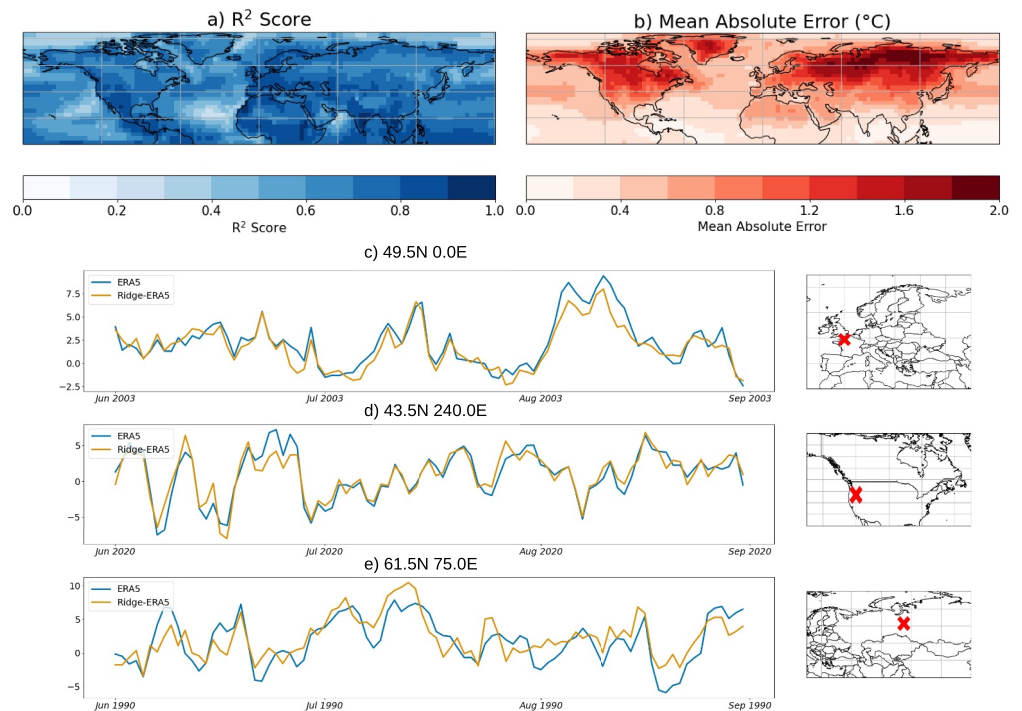 a) R² Score
b) Mean Absolute Error (°C)
0.0 0.2 0.4 0.6 0.8 1.0
R² Score
0.0 0.4 0.8 1.2 1.6 2.0
Mean Absolute Error
c) 49.5N 0.0E
ERA5
Ridge-ERA5
7.5
5.0
2.5
0.0
−2.5
Jun 2003 Jul 2003 Aug 2003 Sep 2003
d) 43.5N 240.0E
ERA5
Ridge-ERA5
5
0
−5
Jun 2020 Jul 2020 Aug 2020 Sep 2020
e) 61.5N 75.0E
ERA5
Ridge-ERA5
10
5
0
−5
Jun 1990 Jul 1990 Aug 1990 Sep 1990